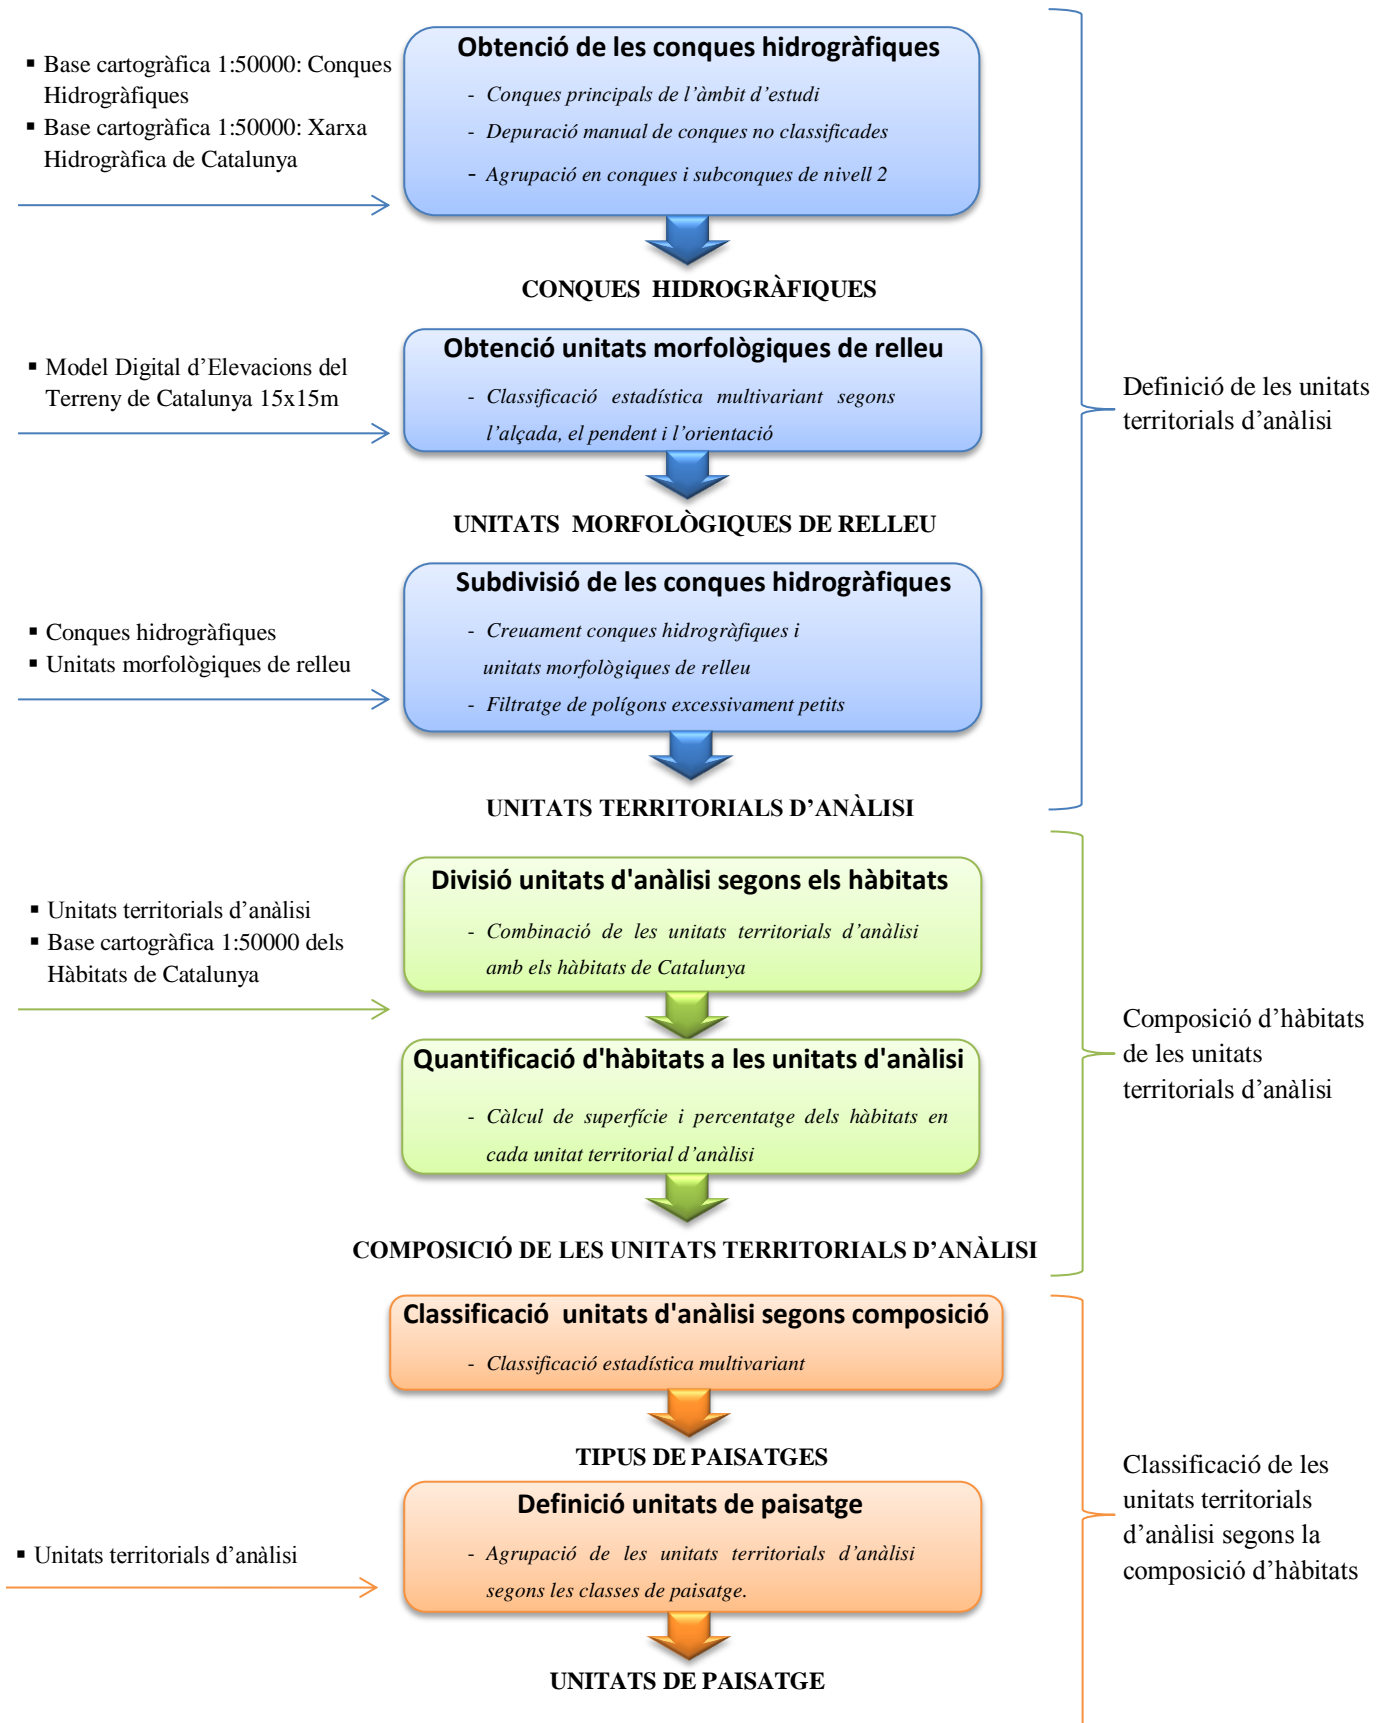 ▪ Base cartogràfica 1:50000: Conques
Hidrogràfiques
▪ Base cartogràfica 1:50000: Xarxa
Hidrogràfica de Catalunya
Obtenció de les conques hidrogràfiques
- Conques principals de l’àmbit d’estudi
- Depuració manual de conques no classificades
- Agrupació en conques i subconques de nivell 2
CONQUES HIDROGRÀFIQUES
▪ Model Digital d’Elevacions del
Terreny de Catalunya 15x15m
Obtenció unitats morfològiques de relleu
- Classificació estadística multivariant segons
l’alçada, el pendent i l’orientació
UNITATS MORFOLÒGIQUES DE RELLEU
▪ Conques hidrogràfiques
▪ Unitats morfològiques de relleu
Subdivisió de les conques hidrogràfiques
- Creuament conques hidrogràfiques i
unitats morfològiques de relleu
- Filtratge de polígons excessivament petits
UNITATS TERRITORIALS D’ANÀLISI
Definició de les unitats
territorials d’anàlisi
▪ Unitats territorials d’anàlisi
▪ Base cartogràfica 1:50000 dels
Hàbitats de Catalunya
Divisió unitats d'anàlisi segons els hàbitats
- Combinació de les unitats territorials d’anàlisi
amb els hàbitats de Catalunya
Quantificació d'hàbitats a les unitats d'anàlisi
- Càlcul de superfície i percentatge dels hàbitats en
cada unitat territorial d’anàlisi
COMPOSICIÓ DE LES UNITATS TERRITORIALS D’ANÀLISI
Composició d’hàbitats
de les unitats
territorials d’anàlisi
Classificació unitats d'anàlisi segons composició
- Classificació estadística multivariant
TIPUS DE PAISATGES
▪ Unitats territorials d’anàlisi
Definició unitats de paisatge
- Agrupació de les unitats territorials d’anàlisi
segons les classes de paisatge.
UNITATS DE PAISATGE
Classificació de les
unitats territorials
d’anàlisi segons la
composició d’hàbitats